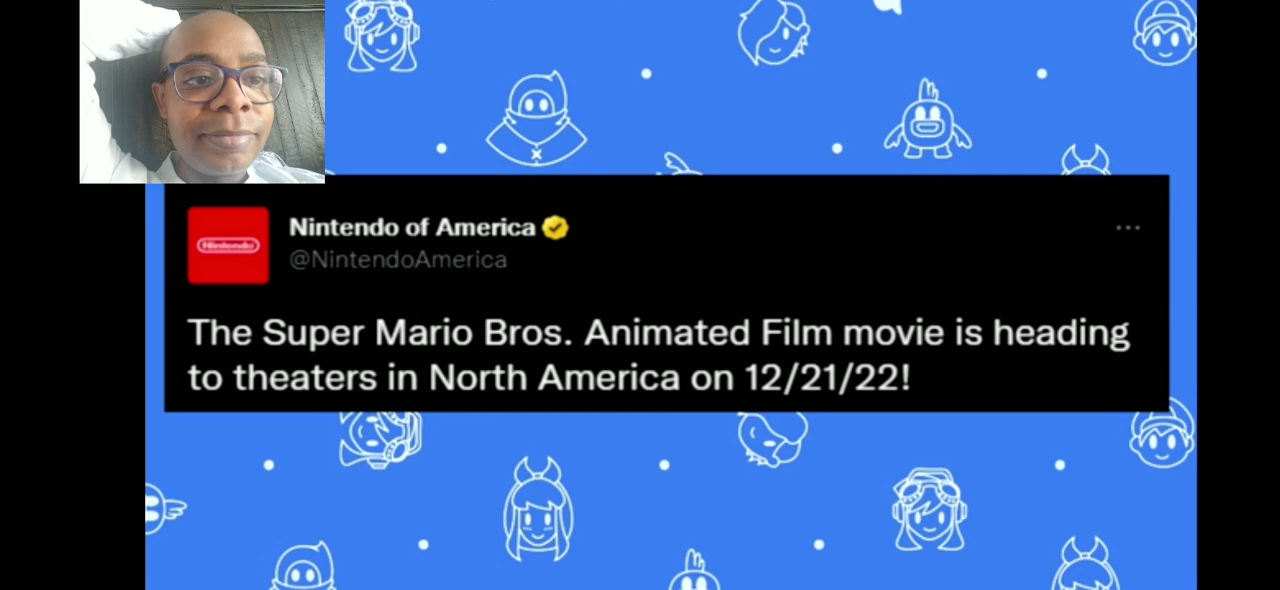 Nintendo
Nintendo of America
@NintendoAmerica
The Super Mario Bros. Animated Film movie is heading
to theaters in North America on 12/21/22!